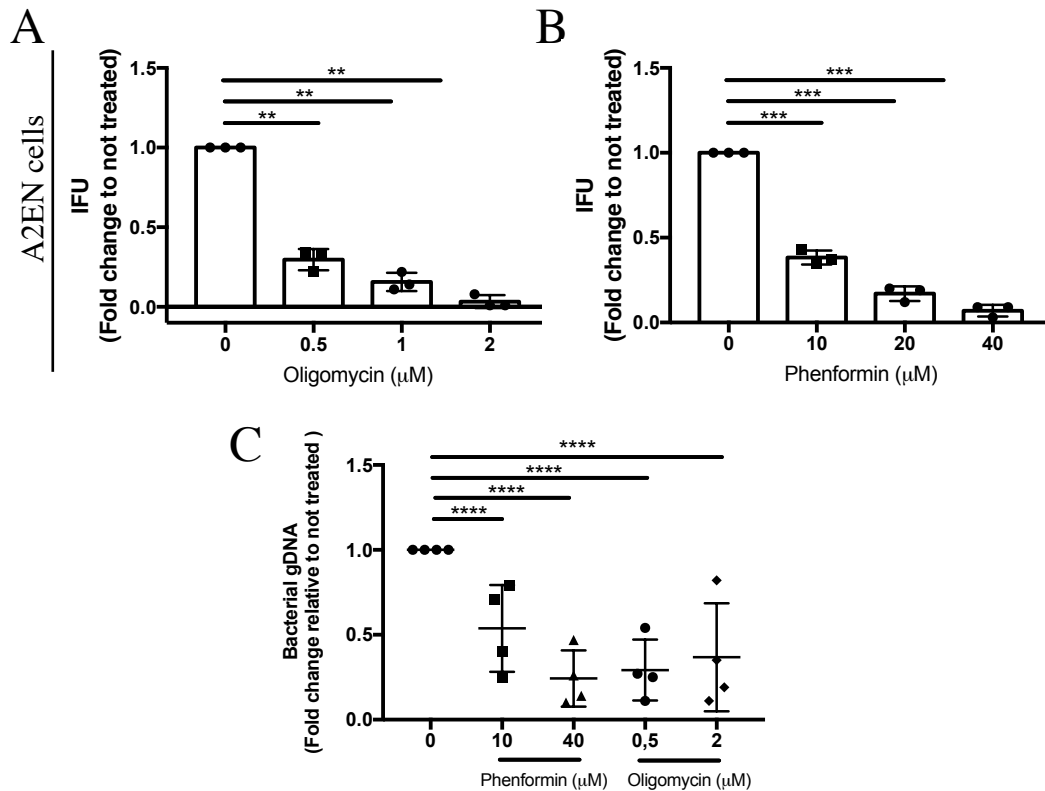 A
A2EN cells
IFU
(Fold change to not treated)
1.5
1.0
0.5
0.0
**
**
**
0 0.5 1 2
Oligomycin (μM)
B
IFU
(Fold change to not treated)
1.5
1.0
0.5
0.0
***
***
***
0 10 20 40
Phenformin (μM)
C
Bacterial gDNA
(Fold change relative to not treated )
1.5
1.0
0.5
0.0
****
****
****
****
0 10 40 0,5 2
Phenformin (μM) Oligomycin (μM)